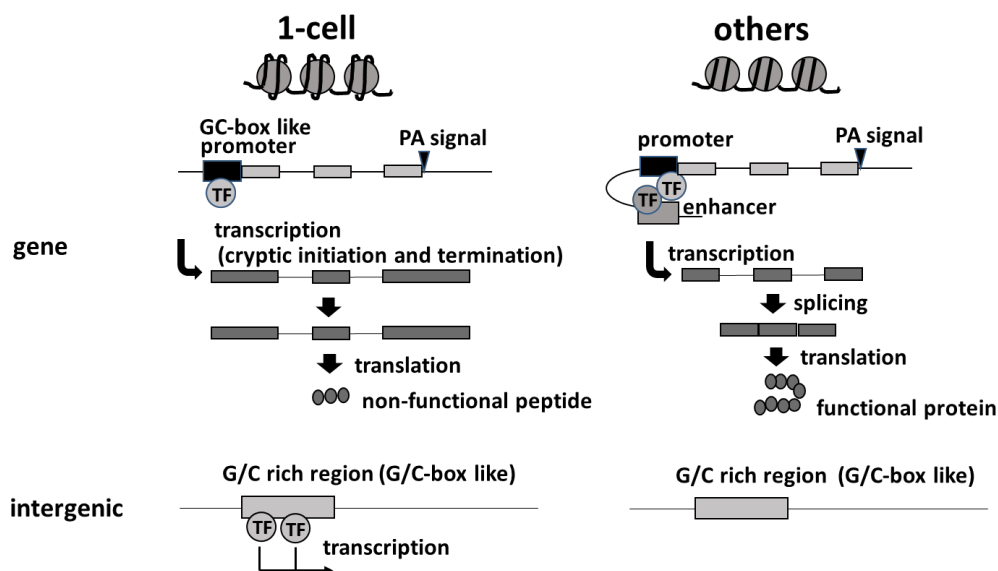 1-cell
others
GC-box like
promoter
PA signal
TF
promoter
PA signal
TF
TF
enhancer
gene
transcription
(cryptic initiation and termination)
transcription
splicing
translation
non-functional peptide
translation
functional protein
G/C rich region (G/C-box like)
G/C rich region (G/C-box like)
intergenic
TF
TF
transcription